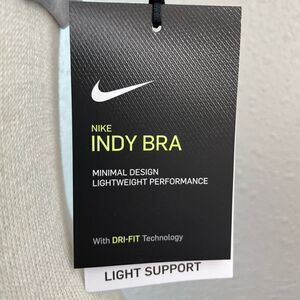 NIKE
INDY BRA
MINIMAL DESIGN
LIGHTWEIGHT PERFORMANCE
With DRI-FIT Technology
LIGHT SUPPORT